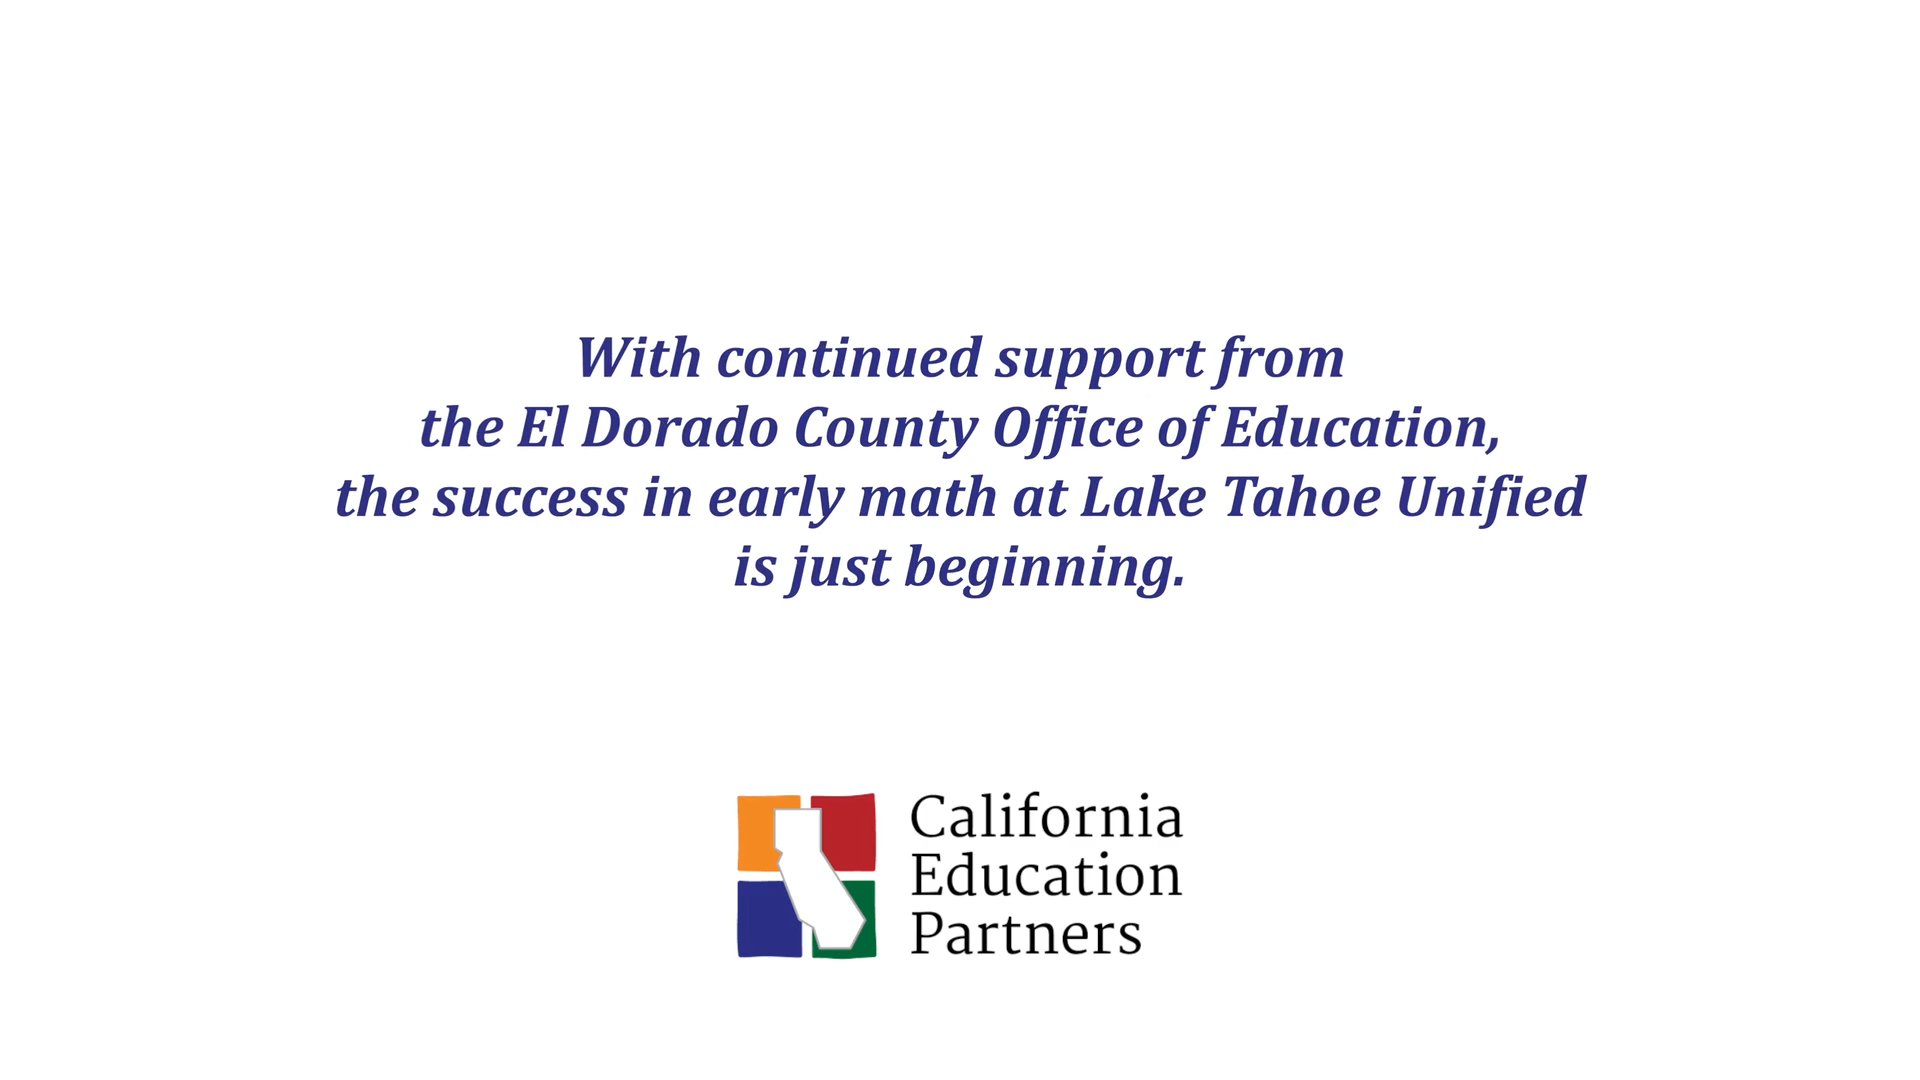 With continued support from
the El Dorado County Office of Education,
the success in early math at Lake Tahoe Unified
is just beginning.
California
Education
Partners